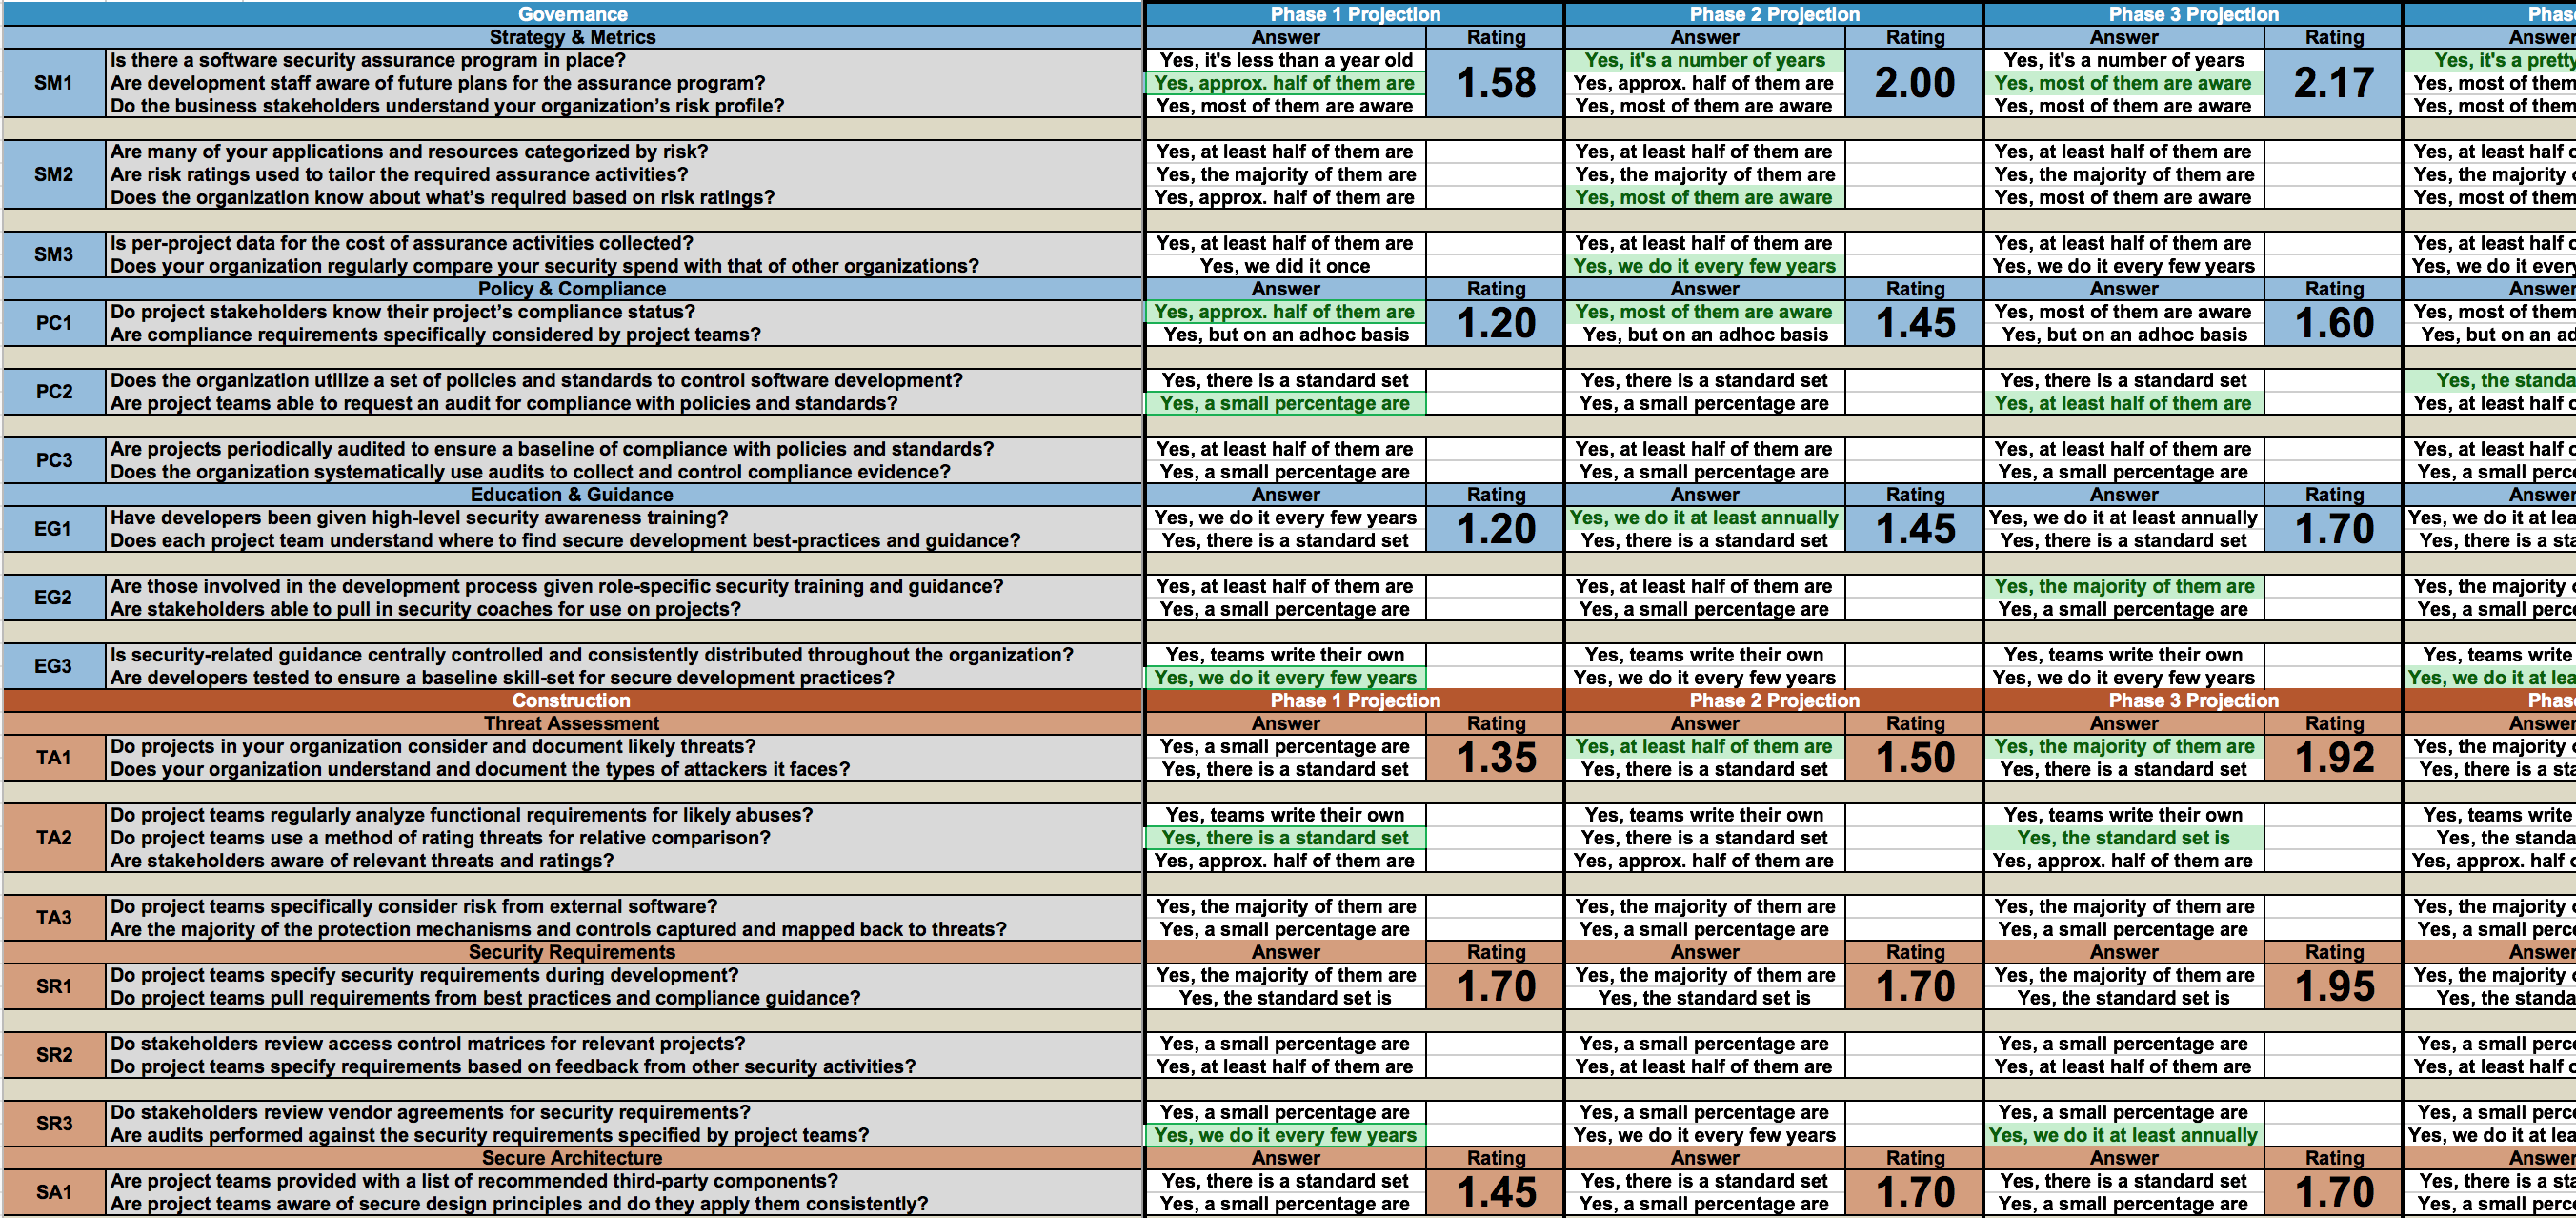 Governance Phase 1 Projection Phase 2 Projection Phase 3 Projection
Strategy & Metrics Answer Rating Answer Rating Answer Rating
Is there a software security assurance program in place? Yes, it's less than a year old Yes, it's a number of years Yes, it's a number of years Yes, it's a pretty
SM1 Are development staff aware of future plans for the assurance program? Yes, approx. half of them are 1.58 Yes, approx. half of them are 2.00 Yes, most of them are aware 2.17 Yes, most of them
Do the business stakeholders understand your organization's risk profile? Yes, most of them are aware Yes, most of them are aware Yes, most of them are aware Yes, most of them
Are many of your applications and resources categorized by risk? Yes, at least half of them are Yes, at least half of them are Yes, at least half of them are Yes, at least half
SM2 Are risk ratings used to tailor the required assurance activities? Yes, the majority of them are Yes, the majority of them are Yes, the majority of them are Yes, the majority
Does the organization know about what's required based on risk ratings? Yes, approx. half of them are Yes, most of them are aware Yes, most of them are aware Yes, most of them
Is per-project data for the cost of assurance activities collected? Yes, at least half of them are Yes, at least half of them are Yes, at least half of them are Yes, at least half
SM3 Does your organization regularly compare your security spend with that of other organizations? Yes, we did it once Yes, we do it every few years Yes, we do it every few years Yes, we do it every
Policy & Compliance Answer Rating Answer Rating Answer Rating
PC1 Do project stakeholders know their project's compliance status? Yes, approx. half of them are 1.20 Yes, most of them are aware 1.45 Yes, most of them are aware 1.60 Yes, most of them
Are compliance requirements specifically considered by project teams? Yes, but on an adhoc basis Yes, but on an adhoc basis Yes, but on an adhoc basis Yes, but on an
PC2 Does the organization utilize a set of policies and standards to control software development? Yes, there is a standard set Yes, there is a standard set Yes, there is a standard set Yes, the
Are project teams able to request an audit for compliance with policies and standards? Yes, a small percentage are Yes, a small percentage are Yes, at least half of them are Yes, at least half
PC3 Are projects periodically audited to ensure a baseline of compliance with policies and standards? Yes, at least half of them are Yes, at least half of them are Yes, at least half of them are Yes, at least half
Does the organization systematically use audits to collect and control compliance evidence? Yes, a small percentage are Yes, a small percentage are Yes, a small percentage are Yes, a small
Education & Guidance Answer Rating Answer Rating Answer Rating
EG1 Have developers been given high-level security awareness training? Yes, we do it every few years 1.20 Yes, we do it at least annually 1.45 Yes, we do it at least annually 1.70 Yes, we do it at
Does each project team understand where to find secure development best-practices and guidance? Yes, there is a standard set Yes, there is a standard set Yes, there is a standard set Yes, there is a
EG2 Are those involved in the development process given role-specific security training and guidance? Yes, at least half of them are Yes, at least half of them are Yes, the majority of them are Yes, the majority
Are stakeholders able to pull in security coaches for use on projects? Yes, a small percentage are Yes, a small percentage are Yes, a small percentage are Yes, a small
EG3 Is security-related guidance centrally controlled and consistently distributed throughout the organization? Yes, teams write their own Yes, teams write their own Yes, teams write their own Yes, teams write
Are developers tested to ensure a baseline skill-set for secure development practices? Yes, we do it every few years Yes, we do it every few years Yes, we do it every few years Yes, we do it at
Construction Phase 1 Projection Phase 2 Projection Phase 3 Projection
Threat Assessment Answer Rating Answer Rating Answer Rating
TA1 Do projects in your organization consider and document likely threats? Yes, a small percentage are 1.35 Yes, at least half of them are 1.50 Yes, the majority of them are 1.92 Yes, the majority
Does your organization understand and document the types of attackers it faces? Yes, there is a standard set Yes, there is a standard set Yes, there is a standard set Yes, there is a
Do project teams regularly analyze functional requirements for likely abuses? Yes, teams write their own Yes, teams write their own Yes, teams write their own Yes, teams write
TA2 Do project teams use a method of rating threats for relative comparison? Yes, there is a standard set Yes, there is a standard set Yes, the standard set is Yes, the
Are stakeholders aware of relevant threats and ratings? Yes, approx. half of them are Yes, approx. half of them are Yes, approx. half of them are Yes, approx. half
TA3 Do project teams specifically consider risk from external software? Yes, the majority of them are Yes, the majority of them are Yes, the majority of them are Yes, the majority
Are the majority of the protection mechanisms and controls captured and mapped back to threats? Yes, a small percentage are Yes, a small percentage are Yes, a small percentage are Yes, a small
Security Requirements Answer Rating Answer Rating Answer Rating
SR1 Do project teams specify security requirements during development? Yes, the majority of them are 1.70 Yes, the majority of them are 1.70 Yes, the majority of them are 1.95 Yes, the majority
Do project teams pull requirements from best practices and compliance guidance? Yes, the standard set is Yes, the standard set is Yes, the standard set is Yes, the
SR2 Do stakeholders review access control matrices for relevant projects? Yes, a small percentage are Yes, a small percentage are Yes, a small percentage are Yes, a small
Do project teams specify requirements based on feedback from other security activities? Yes, at least half of them are Yes, at least half of them are Yes, at least half of them are Yes, at least half
SR3 Do stakeholders review vendor agreements for security requirements? Yes, a small percentage are Yes, a small percentage are Yes, a small percentage are Yes, a small
Are audits performed against the security requirements specified by project teams? Yes, we do it every few years Yes, we do it every few years Yes, we do it at least annually Yes, we do it at
Secure Architecture Answer Rating Answer Rating Answer Rating
SA1 Are project teams provided with a list of recommended third-party components? Yes, there is a standard set 1.45 Yes, there is a standard set 1.70 Yes, there is a standard set 1.70 Yes, there is a
Are project teams aware of secure design principles and do they apply them consistently? Yes, a small percentage are Yes, a small percentage are Yes, a small percentage are Yes, a small